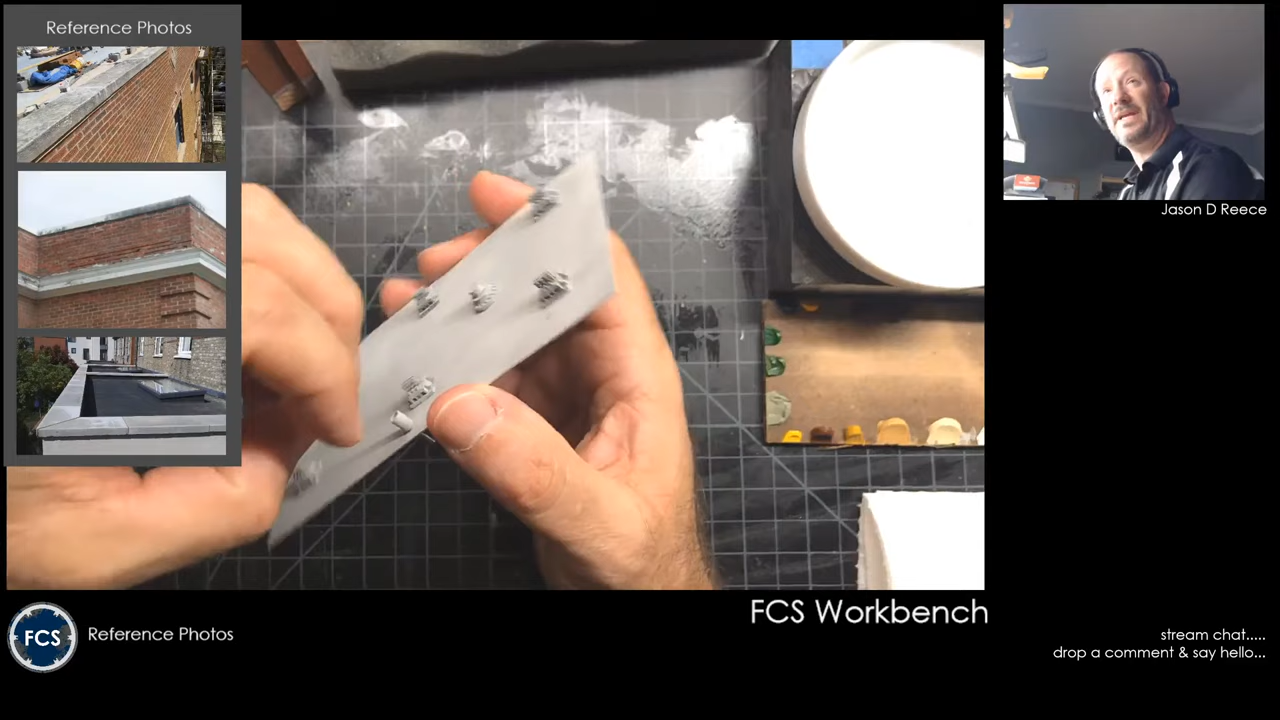 Reference Photos
Jason D Reece
FCS Workbench
FCS
Reference Photos
stream chat.....
drop a comment & say hello...